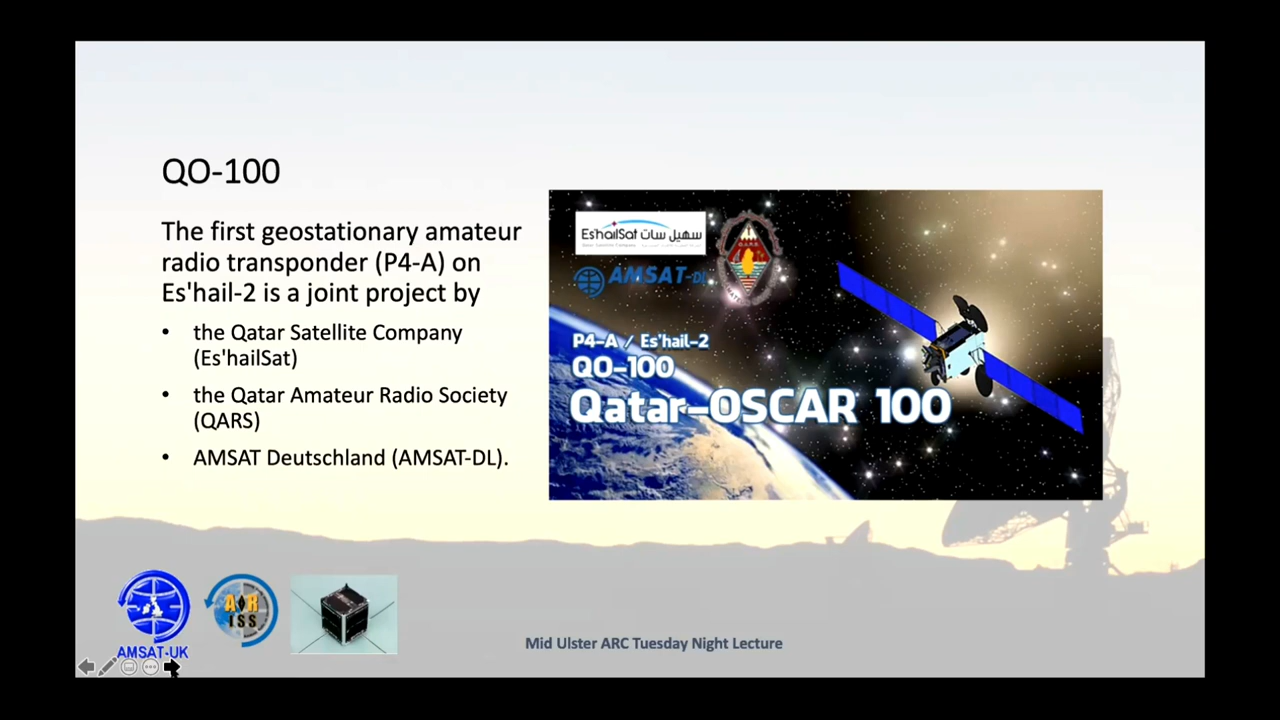 QO-100
The first geostationary amateur
radio transponder (P4-A) on
Es'hail-2 is a joint project by
• the Qatar Satellite Company
(Es'hailSat)
• the Qatar Amateur Radio Society
(QARS)
• AMSAT Deutschland (AMSAT-DL).
Es'hailSat سهيل سات
AMSAT-DL
P4-A / Es'hail-2
QO-100
Qatar-OSCAR 100
AMSAT-UK
ARISS
Mid Ulster ARC Tuesday Night Lecture